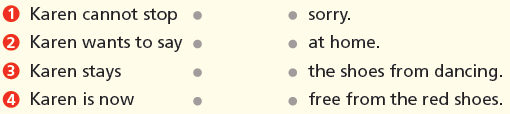 1 Karen cannot stop sorry.
2 Karen wants to say at home.
3 Karen stays the shoes from dancing.
4 Karen is now free from the red shoes.